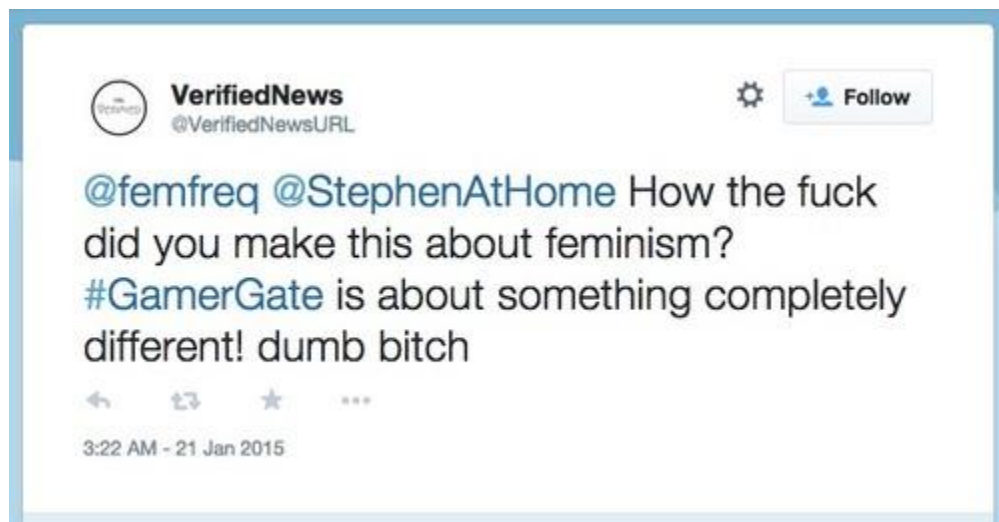 VerifiedNews
@VerifiedNewsURL
Follow
@femfreq @StephenAtHome How the fuck
did you make this about feminism?
#GamerGate is about something completely
different! dumb bitch
3:22 AM - 21 Jan 2015